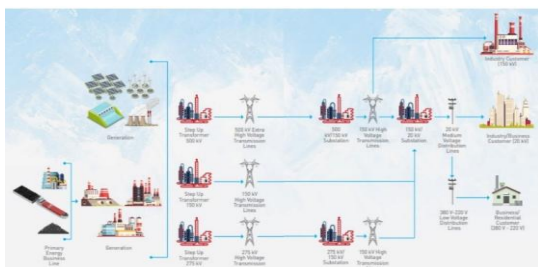 Industry Customer
(150 kV)
Generation
Step Up
Transformer
500 kV
500 kV Extra
High Voltage
Transmission
Lines
500
kV/150 kV
Substation
150 kV High
Voltage
Transmission
Lines
150 kV/
20 kV
Substation
20 kV
Medium
Voltage
Distribution
Lines
Industry/Business
Customer (20 kV)
Step Up
Transformer
150 kV
150 kV
High Voltage
Transmission
Lines
380 V-220 V
Low Voltage
Distribution
Lines
Business/
Residential
Customer
(380 V - 220 V)
Primary
Energy
Business
Line
Generation
Step Up
Transformer
275 kV
275 kV
High Voltage
Transmission
275 kV/
150 kV
Substation
150 kV High
Voltage
Transmission